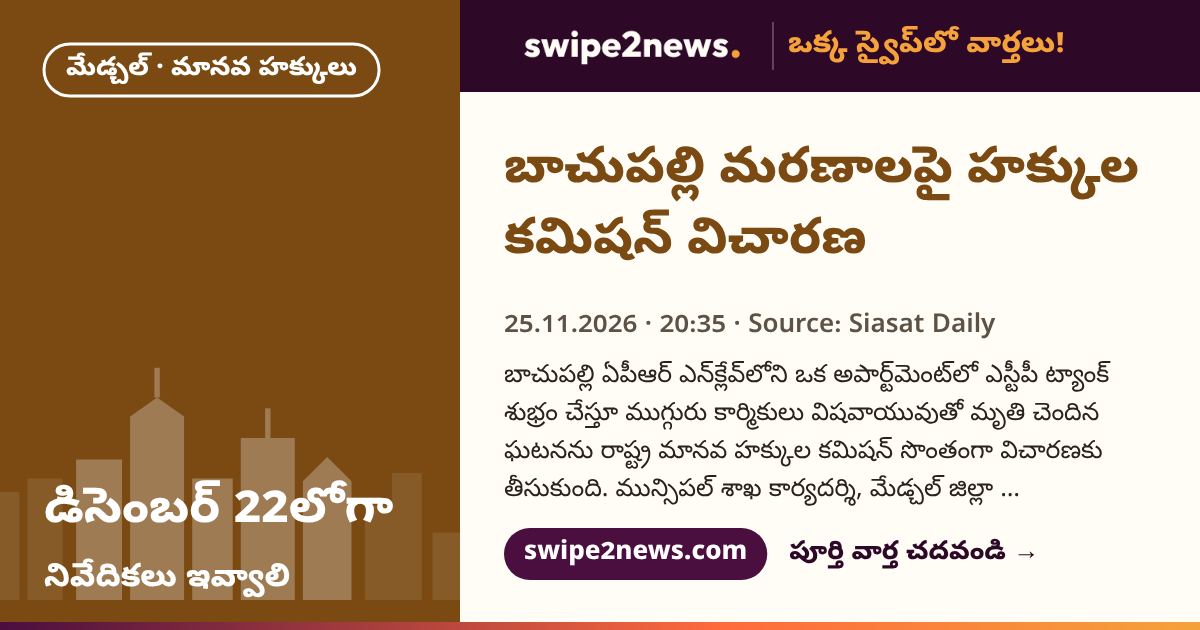 మేడ్చల్ · మానవ హక్కులు
డిసెంబర్ 22లోగా
నివేదికలు ఇవ్వాలి
swipe2news.
ఒక్క స్వైప్‌లో వార్తలు!
బాచుపల్లి మరణాలపై హక్కుల
కమిషన్ విచారణ
25.11.2026 · 20:35 · Source: Siasat Daily
బాచుపల్లి ఏపీఆర్ ఎన్‌క్లేవ్‌లోని ఒక అపార్ట్‌మెంట్‌లో ఎస్టీపీ ట్యాంక్
శుభ్రం చేస్తూ ముగ్గురు కార్మికులు విషవాయువుతో మృతి చెందిన
ఘటనను రాష్ట్ర మానవ హక్కుల కమిషన్ సొంతంగా విచారణకు
తీసుకుంది. మున్సిపల్ శాఖ కార్యదర్శి, మేడ్చల్ జిల్లా ...
swipe2news.com
పూర్తి వార్త చదవండి →